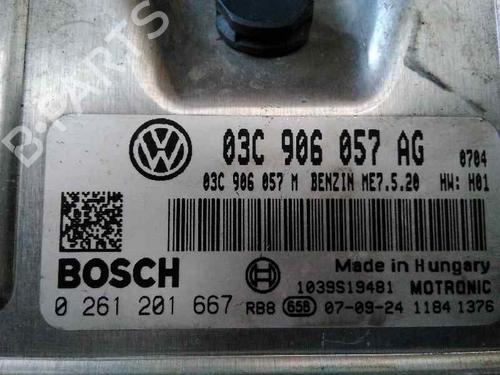 03C 906 057 AG 0704
03C 906 057 M BENZIN ME7.5.20 HW: H01
BOSCH
Made in Hungary
1039S19481 MOTRONIC
0 261 201 667 RB8 656 07-09-24 1184 1376
B-PARTS